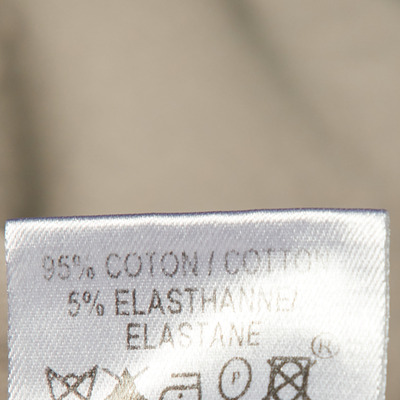 95% COTON / COTTON
5% ELASTHANNE/
ELASTANE
P ®